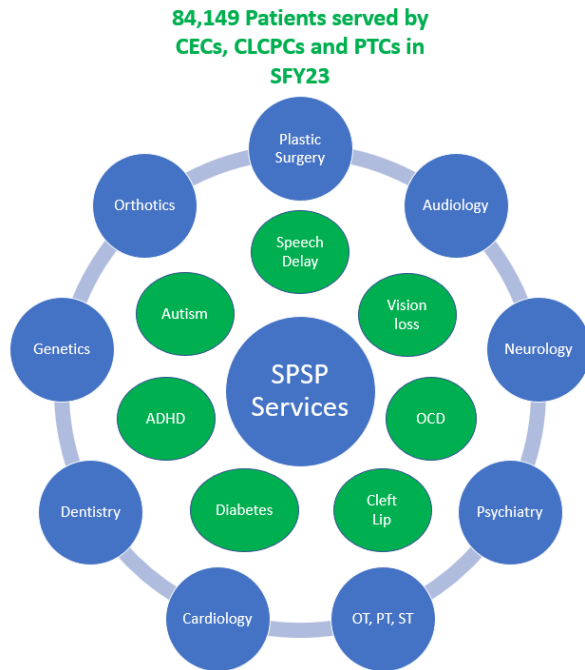 84,149 Patients served by
CECs, CLCPCs and PTCs in
SFY23
Plastic
Surgery
Orthotics
Audiology
Speech
Delay
Autism
Vision
loss
Genetics
Neurology
SPSP
Services
ADHD
OCD
Dentistry
Diabetes
Cleft
Lip
Psychiatry
Cardiology
OT, PT, ST